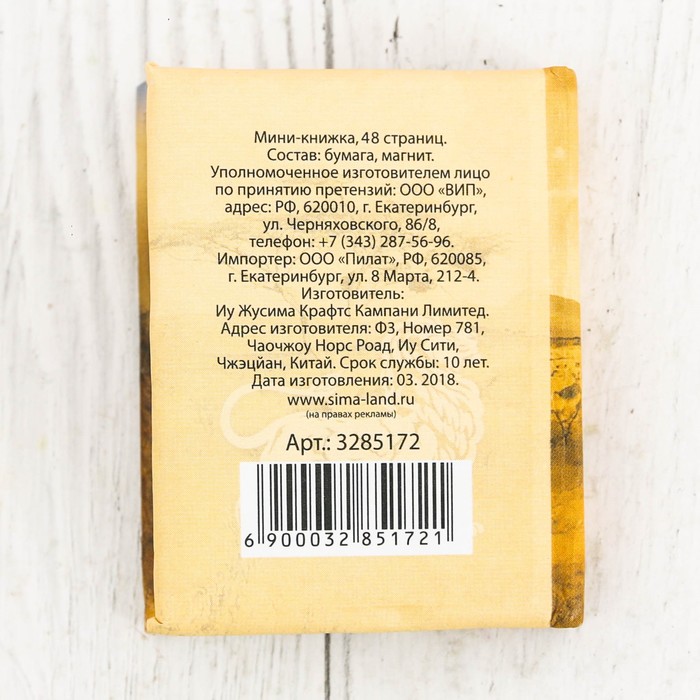 Мини-книжка, 48 страниц.
Состав: бумага, магнит.
Уполномоченное изготовителем лицо
по принятию претензий: ООО «ВИП»,
адрес: РФ, 620010, г. Екатеринбург,
ул. Черняховского, 86/8,
телефон: +7 (343) 287-56-96.
Импортер: ООО «Пилат», РФ, 620085,
г. Екатеринбург, ул. 8 Марта, 212-4.
Изготовитель:
Иу Жусима Крафтс Кампани Лимитед.
Адрес изготовителя: Ф3, Номер 781,
Чаочжоу Норс Роад, Иу Сити,
Чжэцйан, Китай. Срок службы: 10 лет.
Дата изготовления: 03. 2018.
www.sima-land.ru
(на правах рекламы)
Арт.: 3285172
6 900032 851721